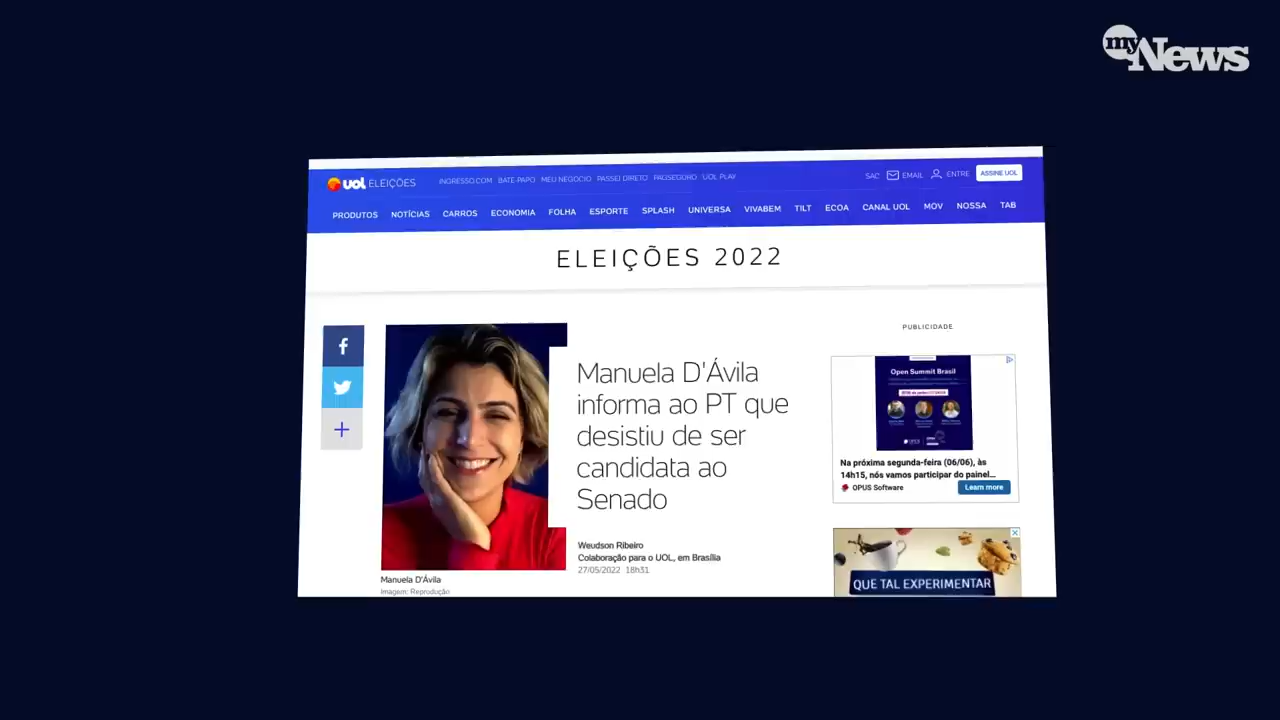 my News
uol ELEIÇÕES INGRESSO.COM BATE-PAPO MEU NEGÓCIO PASSEI DIRETO PAGSEGURO UOL PLAY SAC EMAIL ENTRE ASSINE UOL
PRODUTOS NOTÍCIAS CARROS ECONOMIA FOLHA ESPORTE SPLASH UNIVERSA VIVABEM TILT ECOA CANAL UOL MOV NOSSA TAB
ELEIÇÕES 2022
PUBLICIDADE
Manuela D'Ávila
informa ao PT que
desistiu de ser
candidata ao
Senado
Weudson Ribeiro
Colaboração para o UOL, em Brasília
27/05/2022 18h31
Manuela D'Ávila
Imagem: Reprodução
Open Summit Brasil
Na próxima segunda-feira (06/06), às
14h15, nós vamos participar do painel...
OPUS Software Learn more
QUE TAL EXPERIMENTAR